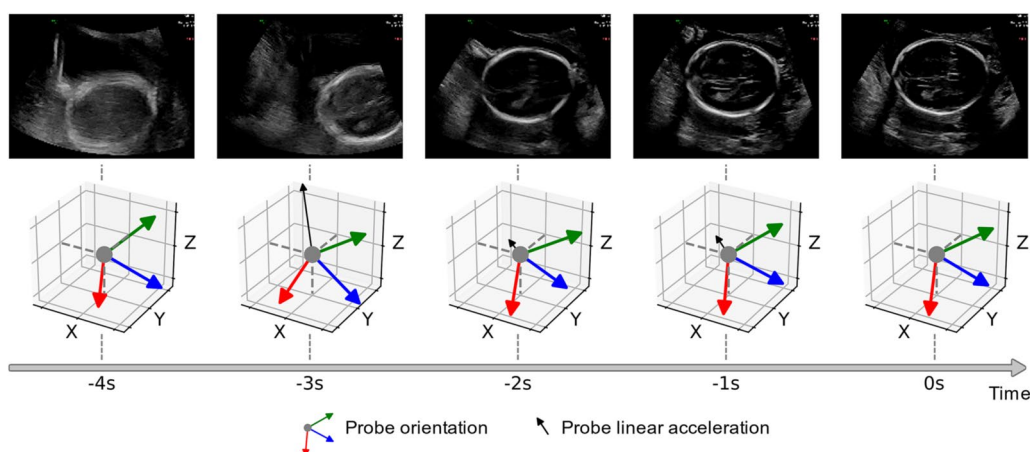 Z
Z
Z
Z
Z
X
Y
X
Y
X
Y
X
Y
X
Y
-4s
-3s
-2s
-1s
0s
Time
Probe orientation
Probe linear acceleration